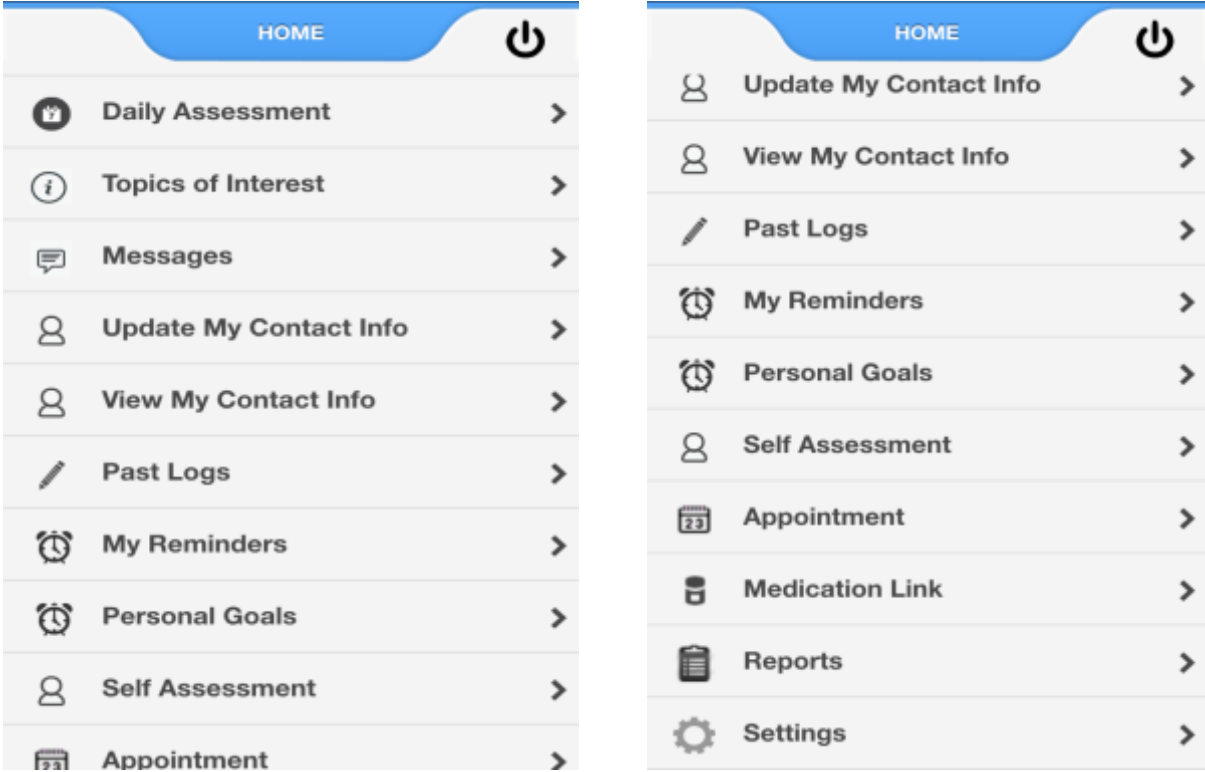 HOME
Daily Assessment
Topics of Interest
Messages
Update My Contact Info
View My Contact Info
Past Logs
My Reminders
Personal Goals
Self Assessment
23
Appointment
HOME
Update My Contact Info
View My Contact Info
Past Logs
My Reminders
Personal Goals
Self Assessment
23
Appointment
Medication Link
Reports
Settings